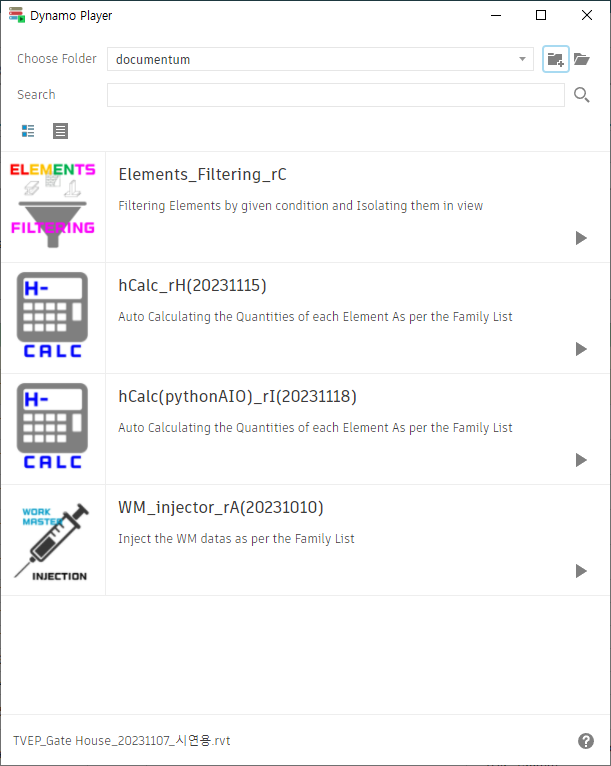 Dynamo Player
Choose Folder
documentum
Search
ELEMENTS
FILTERING
Elements_Filtering_rC
Filtering Elements by given condition and Isolating them in view
H-
CALC
hCalc_rH(20231115)
Auto Calculating the Quantities of each Element As per the Family List
H-
CALC
hCalc(pythonAIO)_rI(20231118)
Auto Calculating the Quantities of each Element As per the Family List
WORK
MASTER
INJECTION
WM_injector_rA(20231010)
Inject the WM datas as per the Family List
TVEP_Gate House_20231107_시연용.rvt